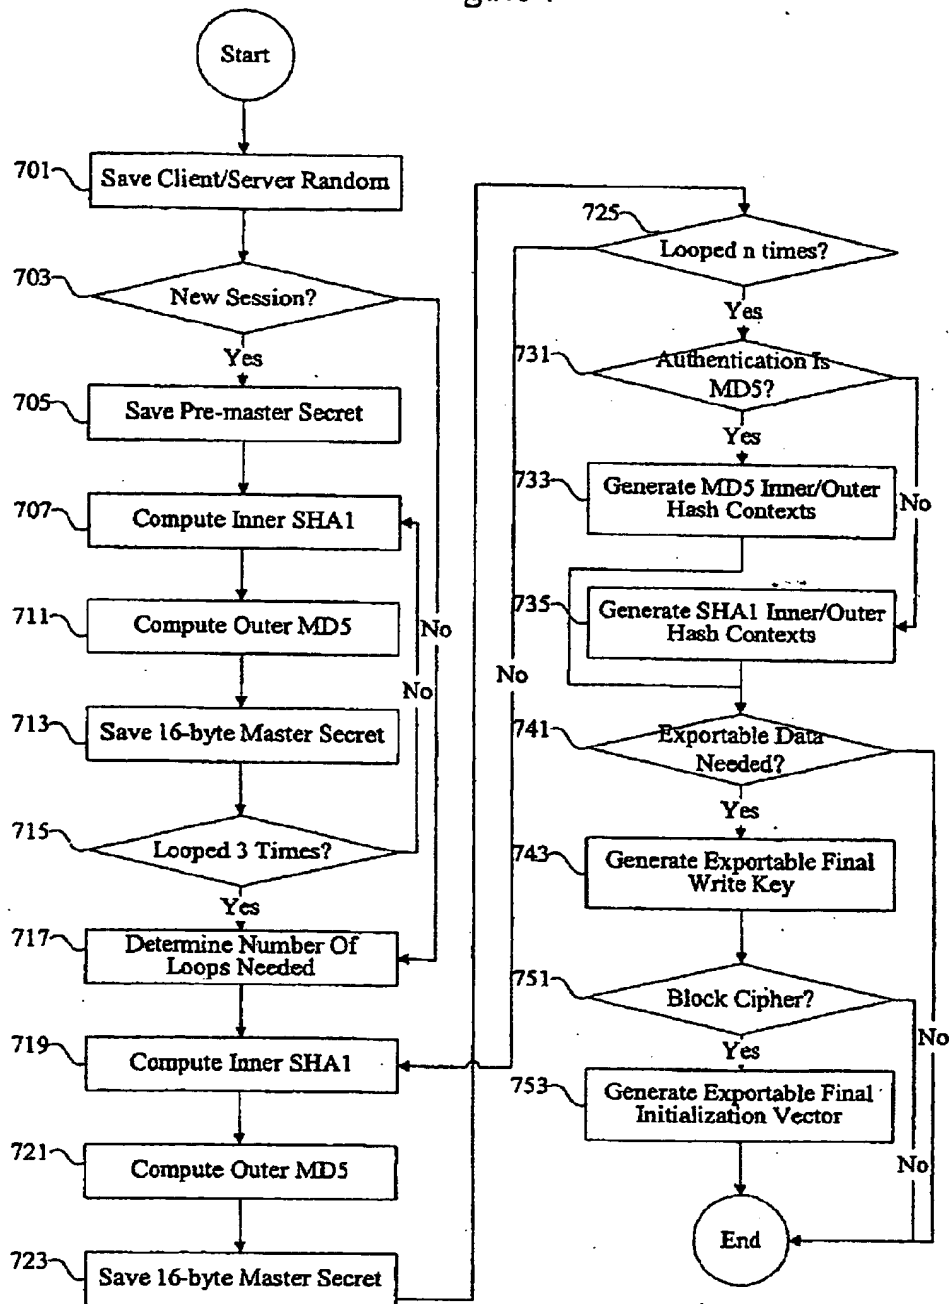 Start
701
Save Client/Server Random
703
New Session?
Yes
705
Save Pre-master Secret
707
Compute Inner SHA1
711
Compute Outer MD5
No
No
713
Save 16-byte Master Secret
715
Looped 3 Times?
Yes
717
Determine Number Of
Loops Needed
719
Compute Inner SHA1
721
Compute Outer MD5
723
Save 16-byte Master Secret
725
Looped n times?
Yes
No
731
Authentication Is
MD5?
Yes
No
733
Generate MD5 Inner/Outer
Hash Contexts
735
Generate SHA1 Inner/Outer
Hash Contexts
741
Exportable Data
Needed?
Yes
No
743
Generate Exportable Final
Write Key
751
Block Cipher?
Yes
No
753
Generate Exportable Final
Initialization Vector
End